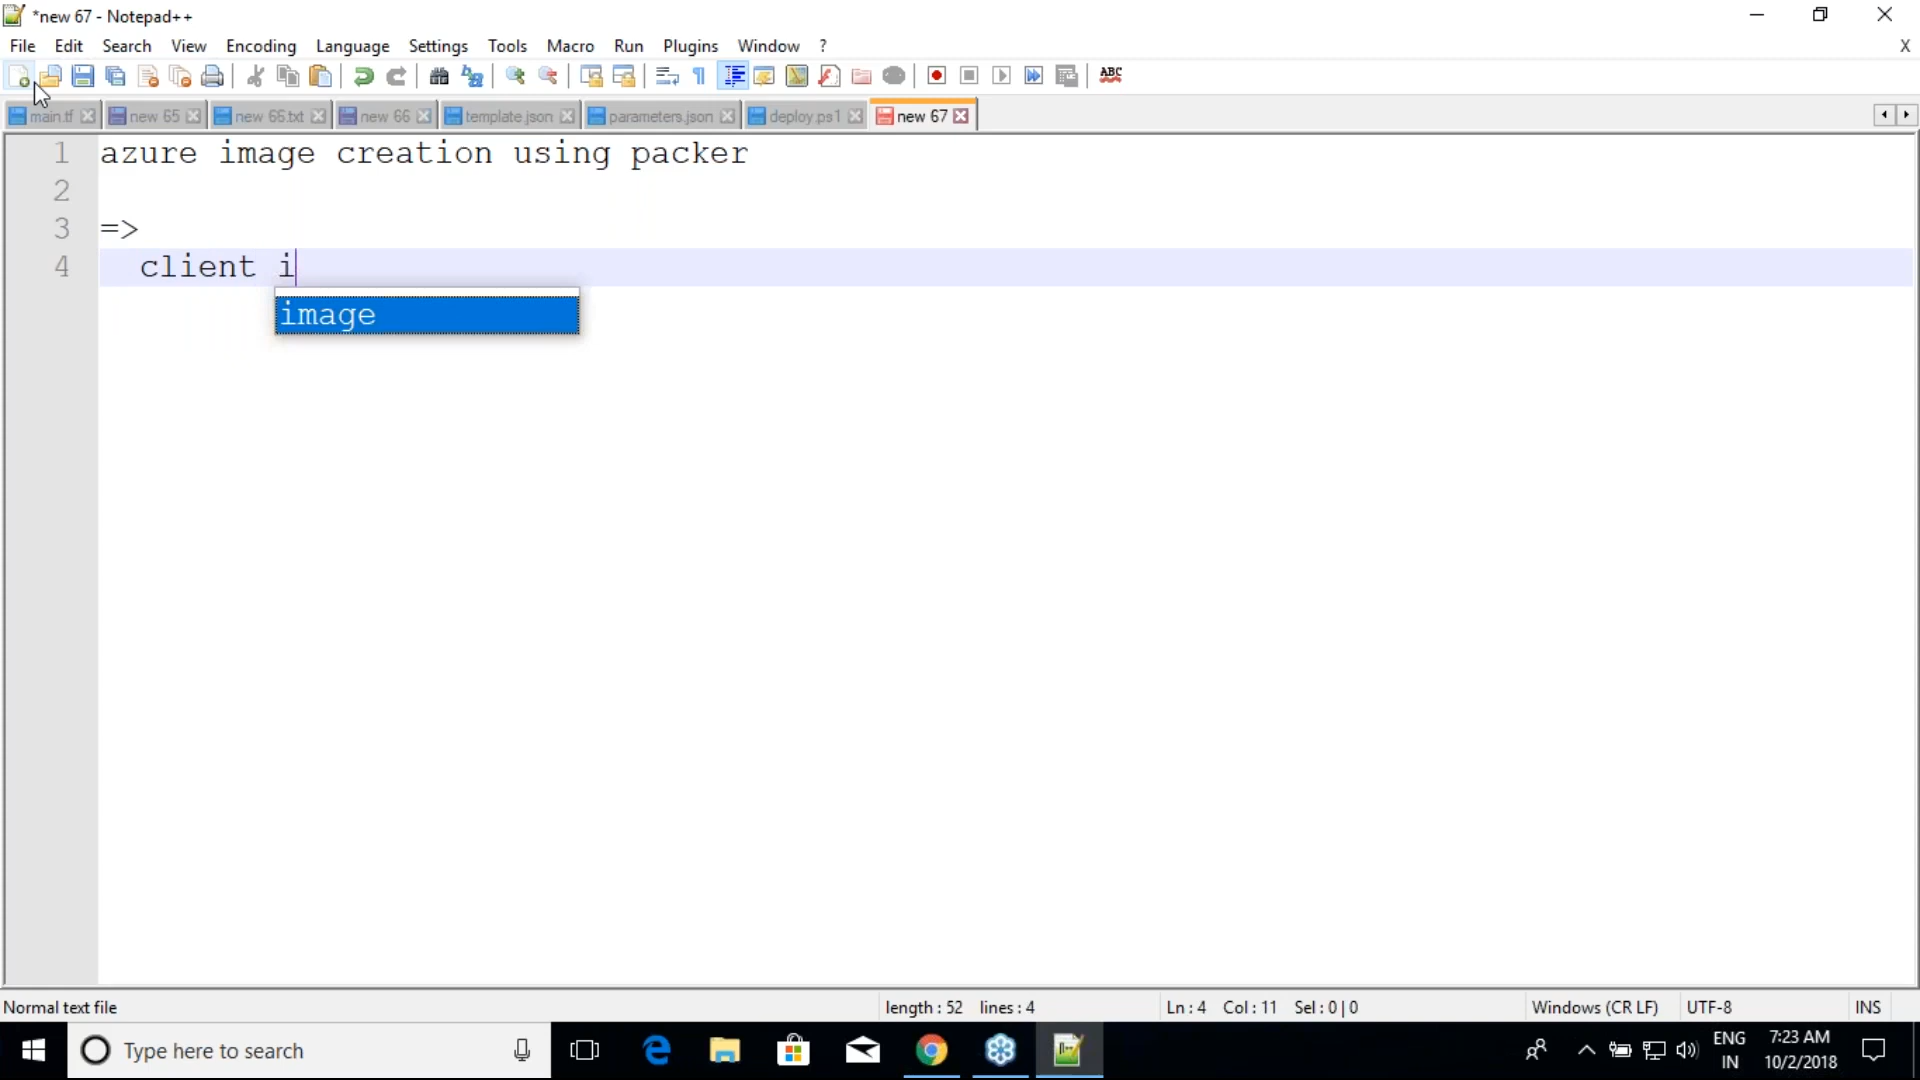 *new 67 - Notepad++
File Edit Search View Encoding Language Settings Tools Macro Run Plugins Window ? X
ABC
main.tf new 65 new 66.txt new 66 template.json parameters.json deploy.ps1 new 67
1 azure image creation using packer
2
3 =>
4 client i
image
Normal text file length : 52 lines : 4 Ln : 4 Col : 11 Sel : 0 | 0 Windows (CR LF) UTF-8 INS
Type here to search
ENG
IN
7:23 AM
10/2/2018